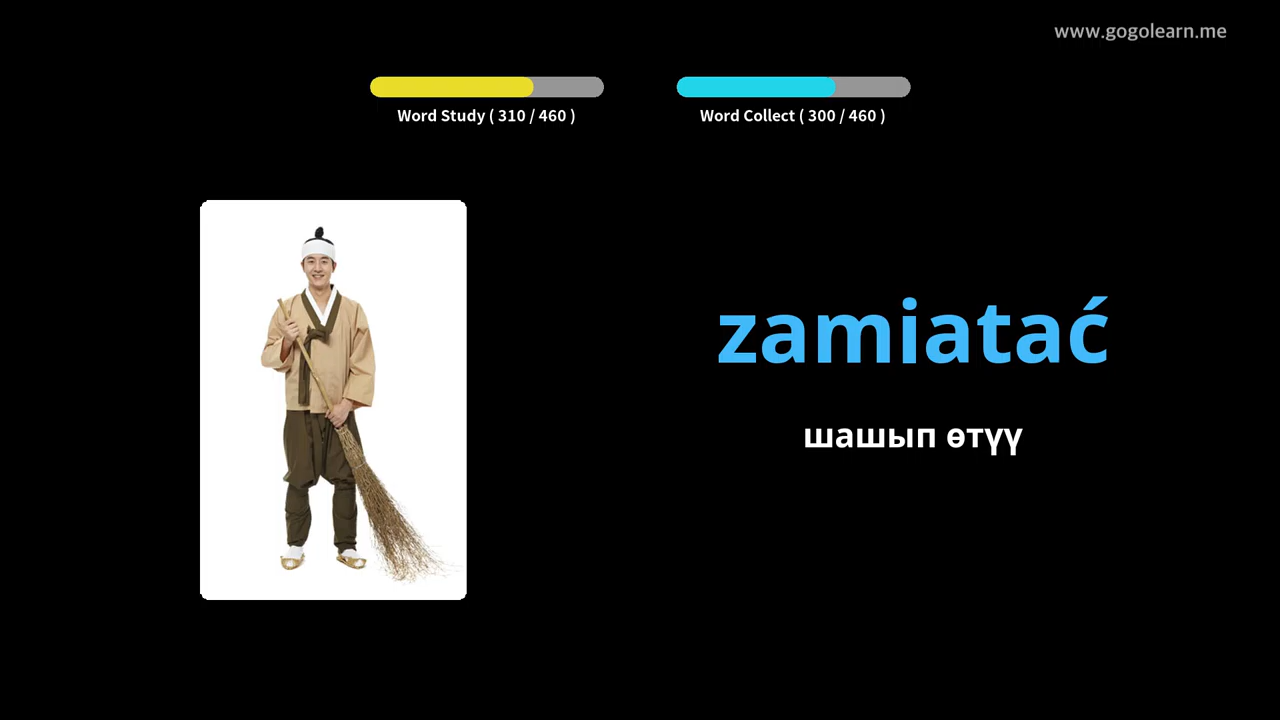 www.gogolearn.me
Word Study ( 310 / 460 )
Word Collect ( 300 / 460 )
zamiatać
шашып өтүү